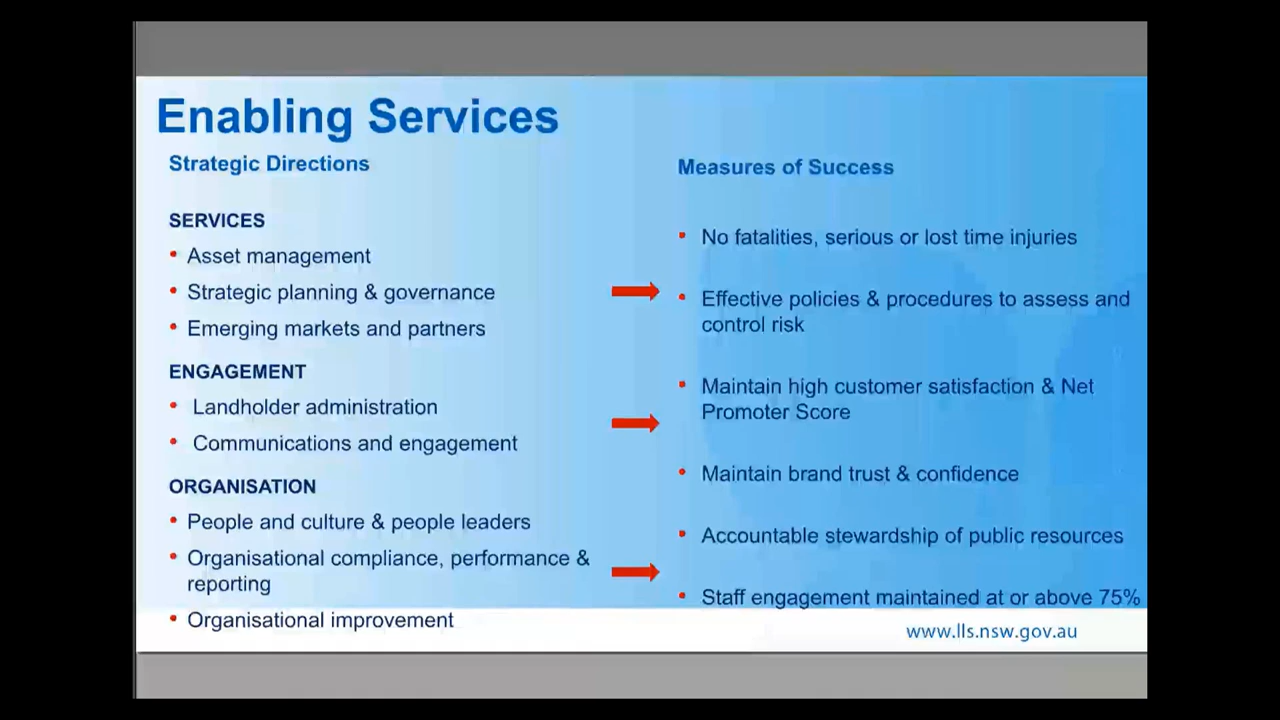 Enabling Services
Strategic Directions
SERVICES
• Asset management
• Strategic planning & governance
• Emerging markets and partners
ENGAGEMENT
• Landholder administration
• Communications and engagement
ORGANISATION
• People and culture & people leaders
• Organisational compliance, performance &
reporting
• Organisational improvement
Measures of Success
• No fatalities, serious or lost time injuries
• Effective policies & procedures to assess and
control risk
• Maintain high customer satisfaction & Net
Promoter Score
• Maintain brand trust & confidence
• Accountable stewardship of public resources
• Staff engagement maintained at or above 75%
www.lls.nsw.gov.au